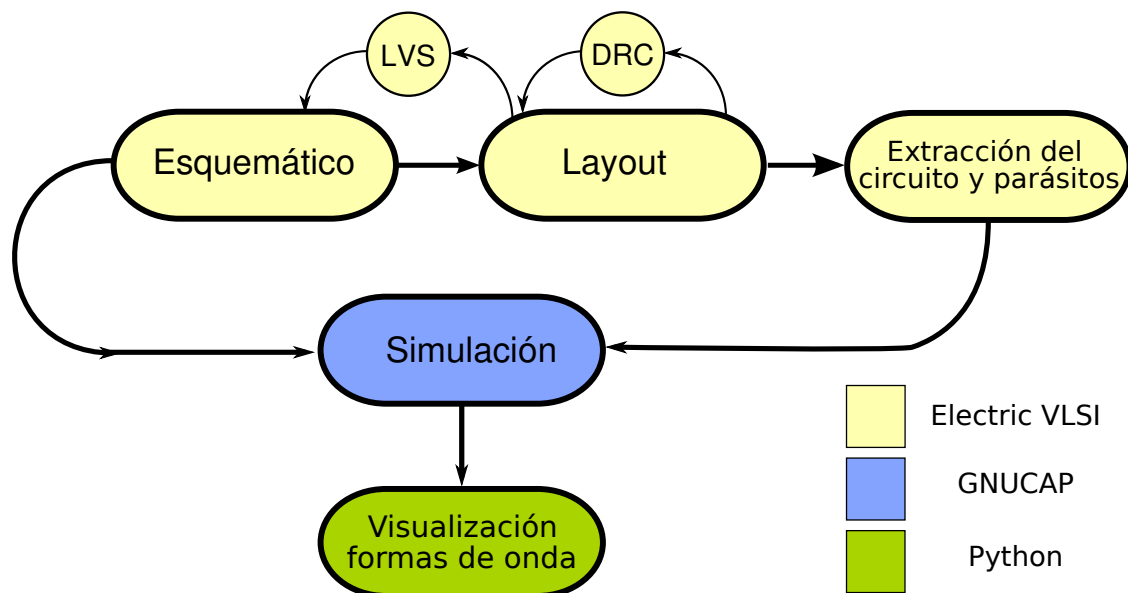 LVS
DRC
Esquemático
Layout
Extracción del
circuito y parásitos
Simulación
Electric VLSI
GNUCAP
Visualización
formas de onda
Python